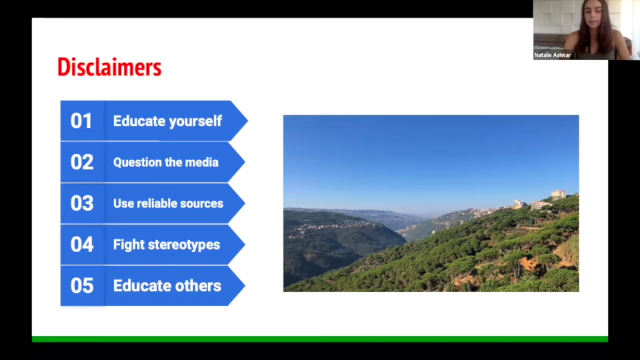 Natalie Ashkar
Disclaimers
01 Educate yourself
02 Question the media
03 Use reliable sources
04 Fight stereotypes
05 Educate others